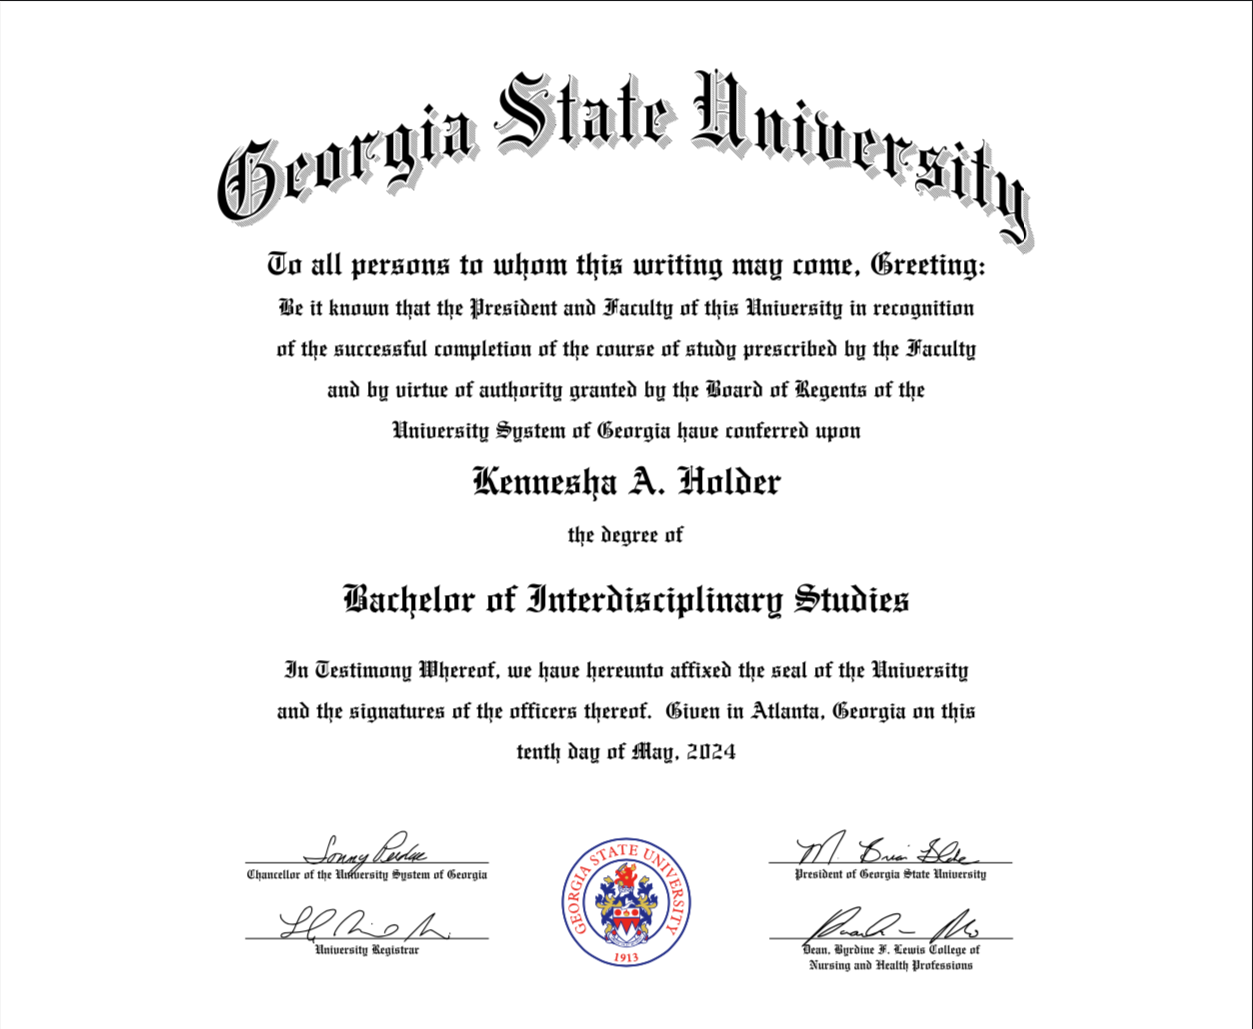 Georgia State University
To all persons to whom this writing may come, Greeting:
Be it known that the President and Faculty of this University in recognition
of the successful completion of the course of study prescribed by the Faculty
and by virtue of authority granted by the Board of Regents of the
University System of Georgia have conferred upon
Kennesha A. Holder
the degree of
Bachelor of Interdisciplinary Studies
In Testimony Whereof, we have hereunto affixed the seal of the University
and the signatures of the officers thereof. Given in Atlanta, Georgia on this
tenth day of May, 2024
Sonny Perdue
Chancellor of the University System of Georgia
University Registrar
GEORGIA STATE UNIVERSITY
1913
M. Brian Blake
President of Georgia State University
Dean, Byrdine F. Lewis College of
Nursing and Health Professions